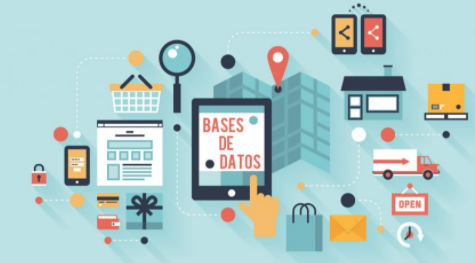 BASES
DE
DATOS
OPEN